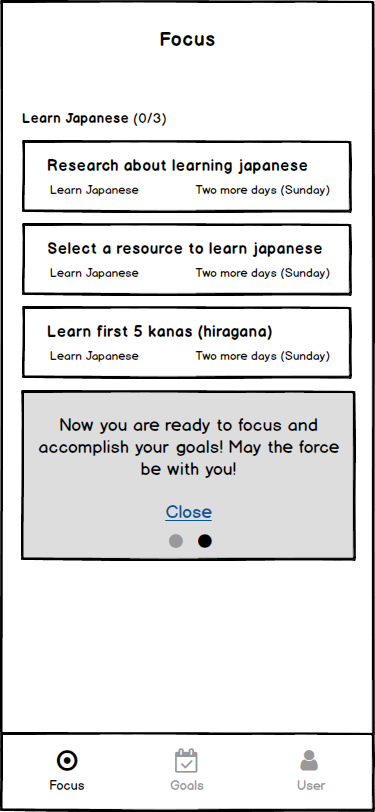 Focus
Learn Japanese (0/3)
Research about learning japanese
Learn Japanese Two more days (Sunday)
Select a resource to learn japanese
Learn Japanese Two more days (Sunday)
Learn first 5 kanas (hiragana)
Learn Japanese Two more days (Sunday)
Now you are ready to focus and
accomplish your goals! May the force
be with you!
Close
Focus Goals User